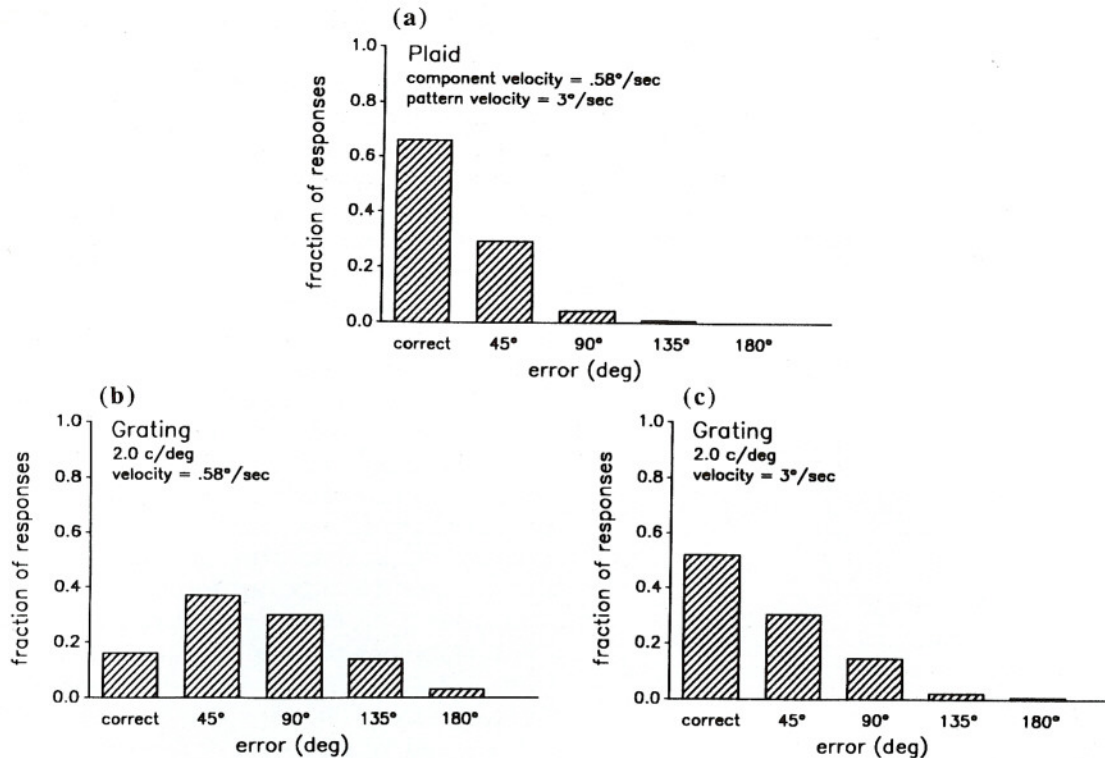 (a)
Plaid
component velocity = .58°/sec
pattern velocity = 3°/sec
fraction of responses
1.0
0.8
0.6
0.4
0.2
0.0
correct 45° 90° 135° 180°
error (deg)
(b)
Grating
2.0 c/deg
velocity = .58°/sec
fraction of responses
1.0
0.8
0.6
0.4
0.2
0.0
correct 45° 90° 135° 180°
error (deg)
(c)
Grating
2.0 c/deg
velocity = 3°/sec
fraction of responses
1.0
0.8
0.6
0.4
0.2
0.0
correct 45° 90° 135° 180°
error (deg)